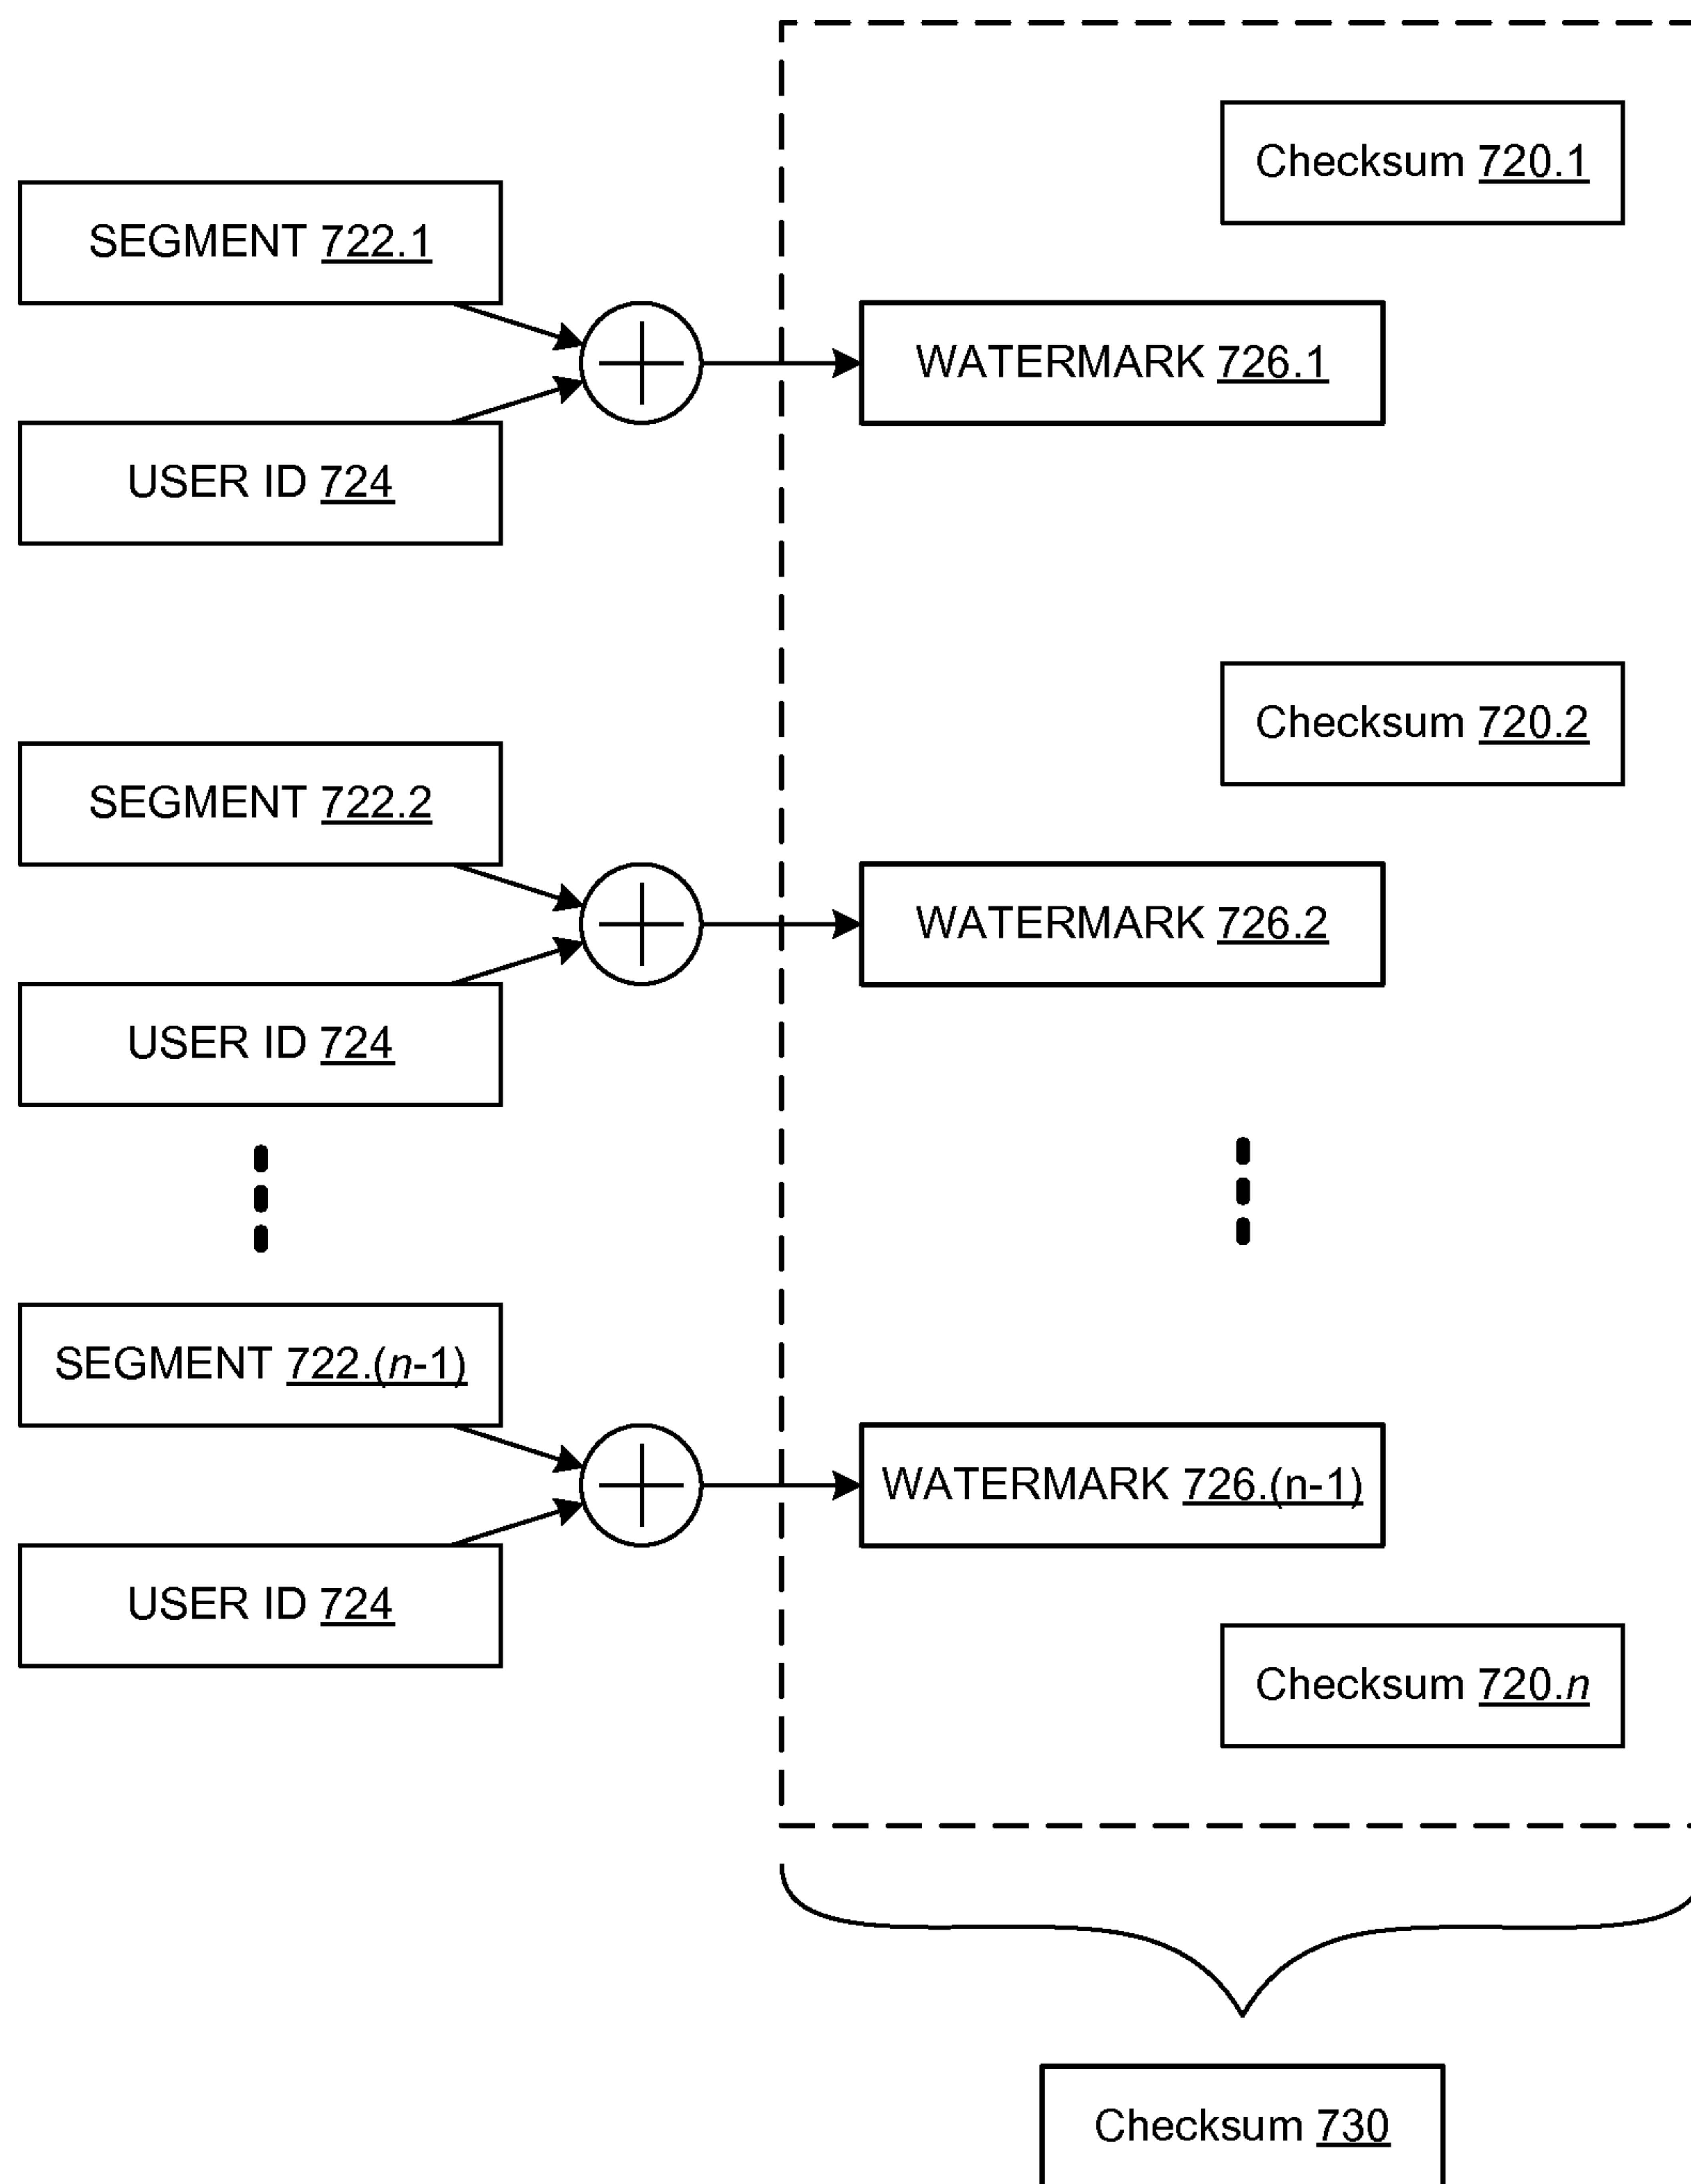 Checksum 720.1
SEGMENT 722.1
WATERMARK 726.1
USER ID 724
Checksum 720.2
SEGMENT 722.2
WATERMARK 726.2
USER ID 724
SEGMENT 722.(n-1)
WATERMARK 726.(n-1)
USER ID 724
Checksum 720.n
Checksum 730